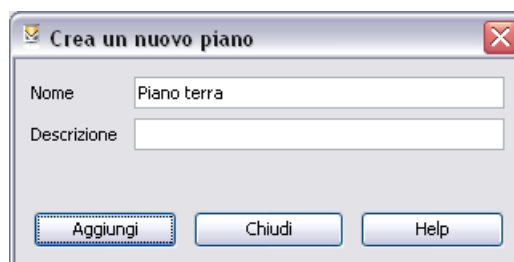 Crea un nuovo piano
Nome Piano terra
Descrizione
Aggiungi Chiudi Help